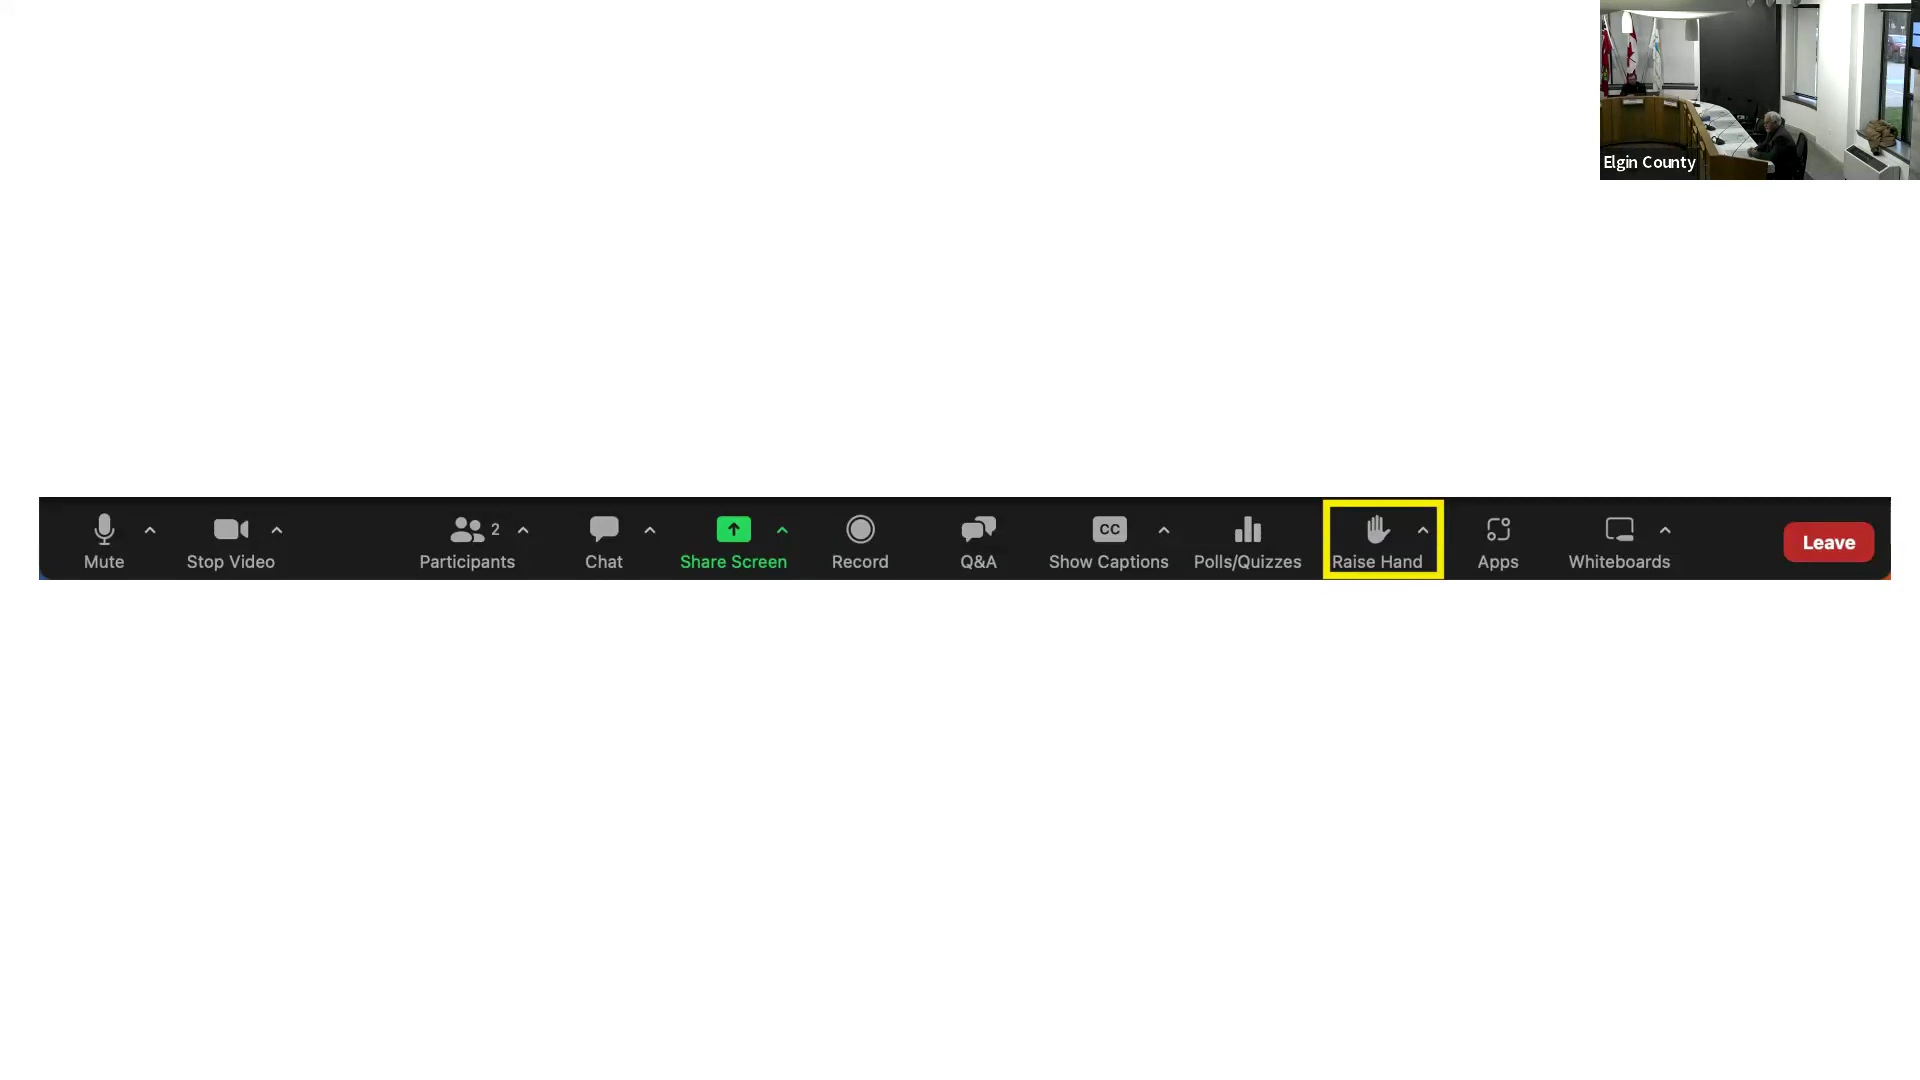 Elgin County
2
CC
Mute Stop Video Participants Chat Share Screen Record Q&A Show Captions Polls/Quizzes Raise Hand Apps Whiteboards Leave